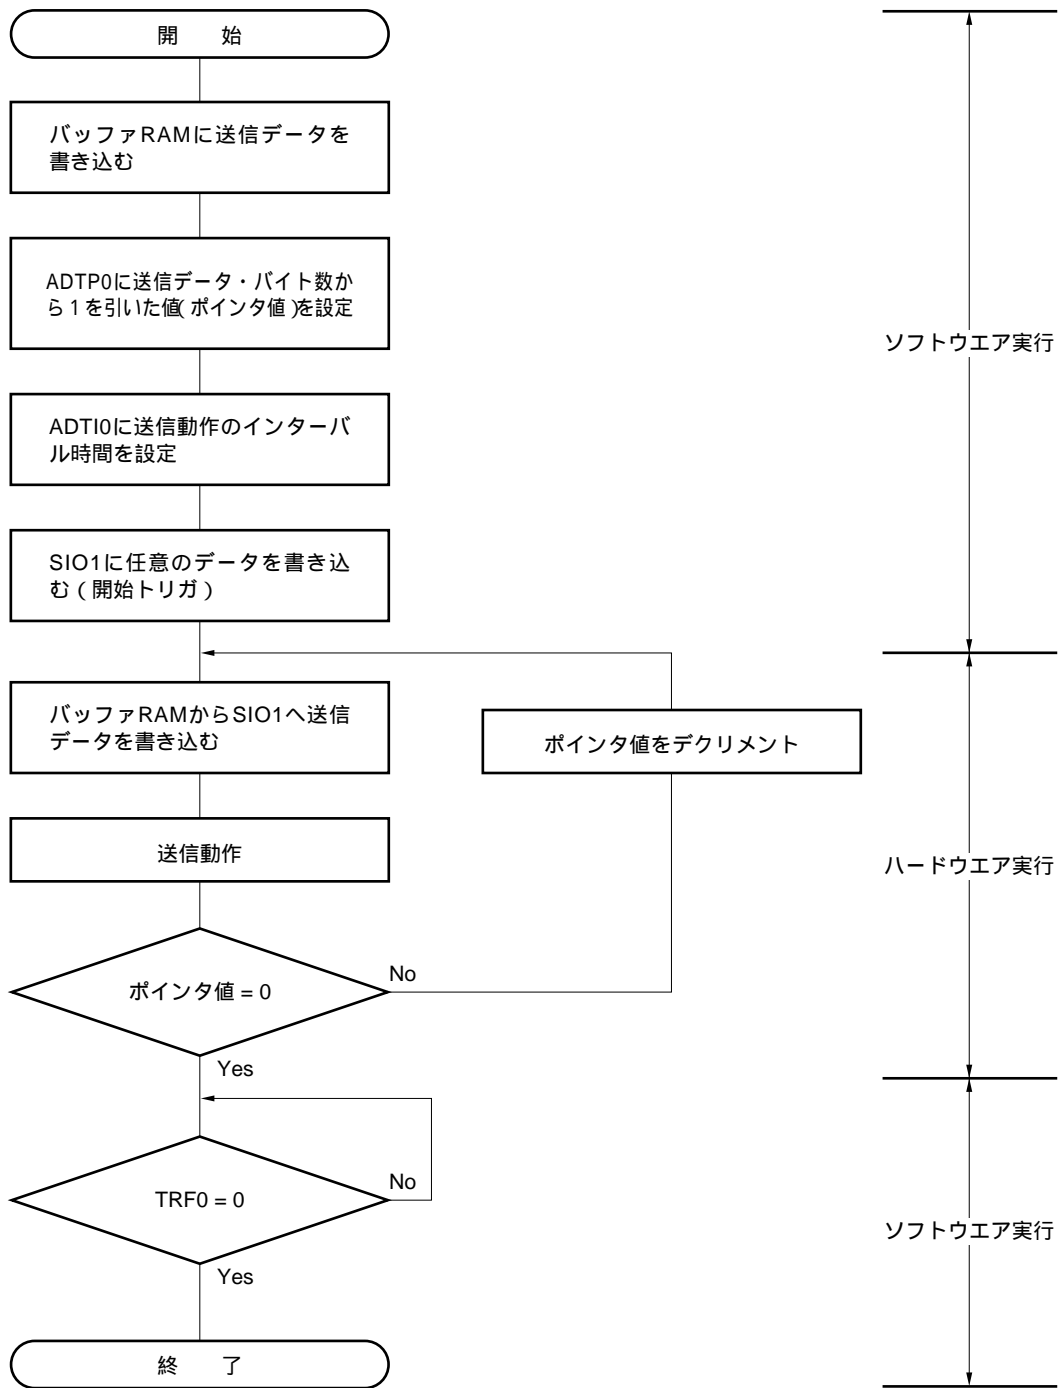 開　　始
バッファRAMに送信データを
書き込む
ADTP0に送信データ・バイト数か
ら1を引いた値(ポインタ値)を設定
ADTI0に送信動作のインターバ
ル時間を設定
SIO1に任意のデータを書き込
む(開始トリガ)
ソフトウエア実行
バッファRAMからSIO1へ送信
データを書き込む
ポインタ値をデクリメント
送信動作
ハードウエア実行
ポインタ値 = 0
No
Yes
TRF0 = 0
No
Yes
ソフトウエア実行
終　　了